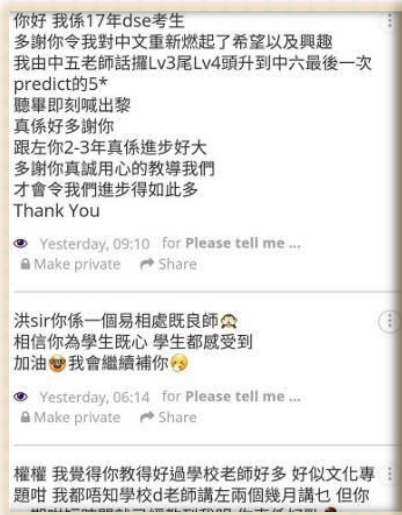 你好 我係17年dse考生
多謝你令我對中文重新燃起了希望以及興趣
我由中五老師話攞Lv3尾Lv4頭升到中六最後一次
predict的5*
聽畢即刻喊出黎
真係好多謝你
跟左你2-3年真係進步好大
多謝你真誠用心的教導我們
才會令我們進步得如此多
Thank You
Yesterday, 09:10 for Please tell me ...
Make private Share
洪sir你係一個易相處既良師
相信你為學生既心 學生都感受到
加油 我會繼續補你
Yesterday, 06:14 for Please tell me ...
Make private Share
權權 我覺得你教得好過學校老師好多 好似文化專
題咁 我都唔知學校d老師講左兩個幾月講乜 但你